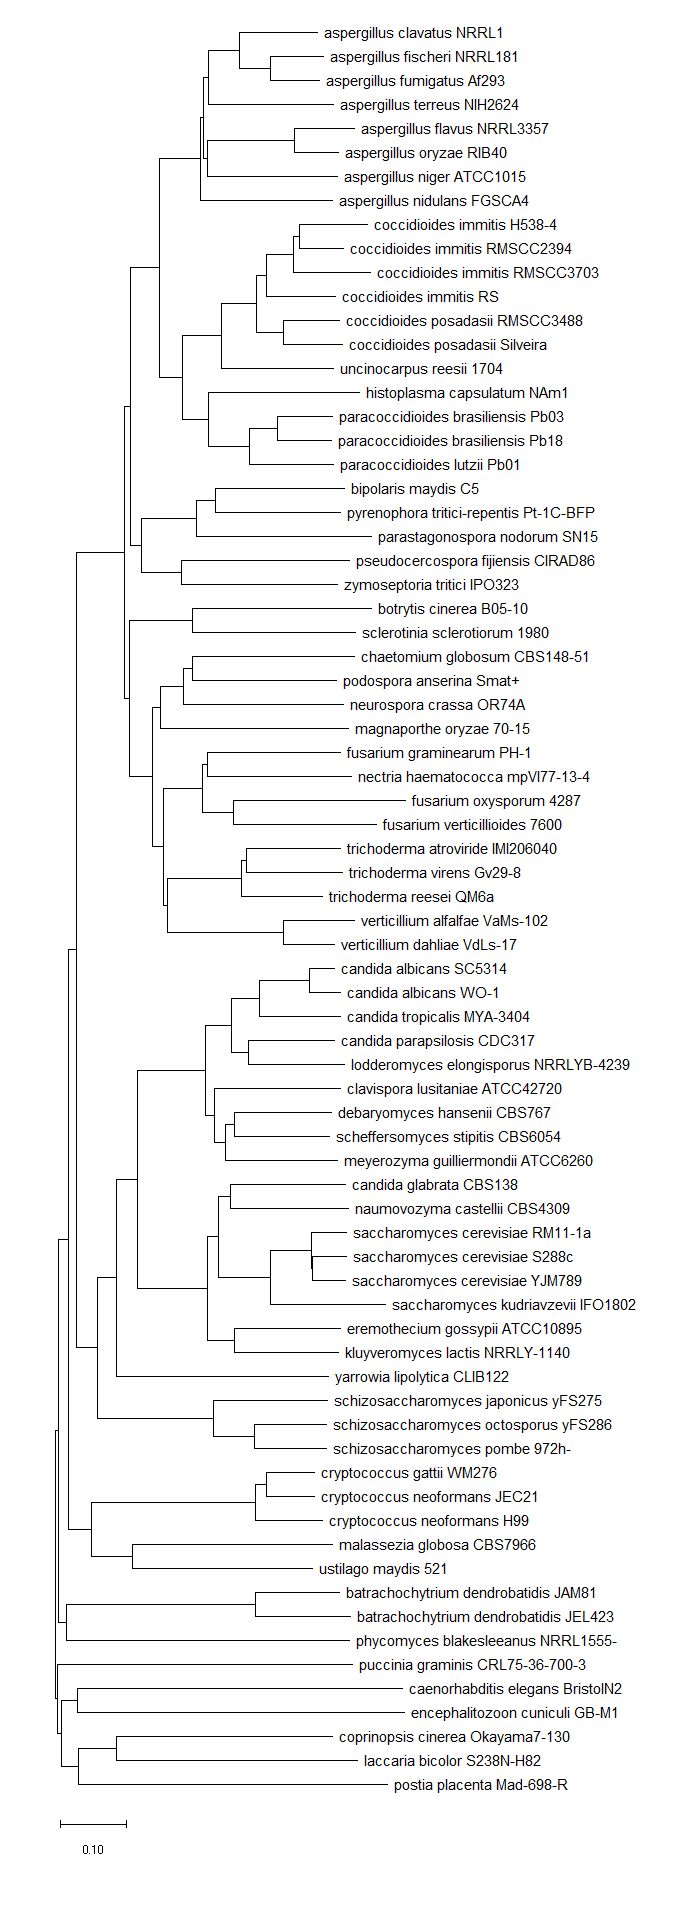 aspergillus clavatus NRRL1
aspergillus fischeri NRRL181
aspergillus fumigatus Af293
aspergillus terreus NIH2624
aspergillus flavus NRRL3357
aspergillus oryzae RIB40
aspergillus niger ATCC1015
aspergillus nidulans FGSCA4
coccidioides immitis H538-4
coccidioides immitis RMSCC2394
coccidioides immitis RMSCC3703
coccidioides immitis RS
coccidioides posadasii RMSCC3488
coccidioides posadasii Silveira
uncinocarpus reesii 1704
histoplasma capsulatum NAm1
paracoccidioides brasiliensis Pb03
paracoccidioides brasiliensis Pb18
paracoccidioides lutzii Pb01
bipolaris maydis C5
pyrenophora tritici-repentis Pt-1C-BFP
parastagonospora nodorum SN15
pseudocercospora fijiensis CIRAD86
zymoseptoria tritici IPO323
botrytis cinerea B05-10
sclerotinia sclerotiorum 1980
chaetomium globosum CBS148-51
podospora anserina Smat+
neurospora crassa OR74A
magnaporthe oryzae 70-15
fusarium graminearum PH-1
nectria haematococca mpVI77-13-4
fusarium oxysporum 4287
fusarium verticillioides 7600
trichoderma atroviride IMI206040
trichoderma virens Gv29-8
trichoderma reesei QM6a
verticillium alfalfae VaMs-102
verticillium dahliae VdLs-17
candida albicans SC5314
candida albicans WO-1
candida tropicalis MYA-3404
candida parapsilosis CDC317
lodderomyces elongisporus NRRLYB-4239
clavispora lusitaniae ATCC42720
debaryomyces hansenii CBS767
scheffersomyces stipitis CBS6054
meyerozyma guilliermondii ATCC6260
candida glabrata CBS138
naumovozyma castellii CBS4309
saccharomyces cerevisiae RM11-1a
saccharomyces cerevisiae S288c
saccharomyces cerevisiae YJM789
saccharomyces kudriavzevii IFO1802
eremothecium gossypii ATCC10895
kluyveromyces lactis NRRLY-1140
yarrowia lipolytica CLIB122
schizosaccharomyces japonicus yFS275
schizosaccharomyces octosporus yFS286
schizosaccharomyces pombe 972h-
cryptococcus gattii WM276
cryptococcus neoformans JEC21
cryptococcus neoformans H99
malassezia globosa CBS7966
ustilago maydis 521
batrachochytrium dendrobatidis JAM81
batrachochytrium dendrobatidis JEL423
phycomyces blakesleeanus NRRL1555-
puccinia graminis CRL75-36-700-3
caenorhabditis elegans BristolN2
encephalitozoon cuniculi GB-M1
coprinopsis cinerea Okayama7-130
laccaria bicolor S238N-H82
postia placenta Mad-698-R
0.10